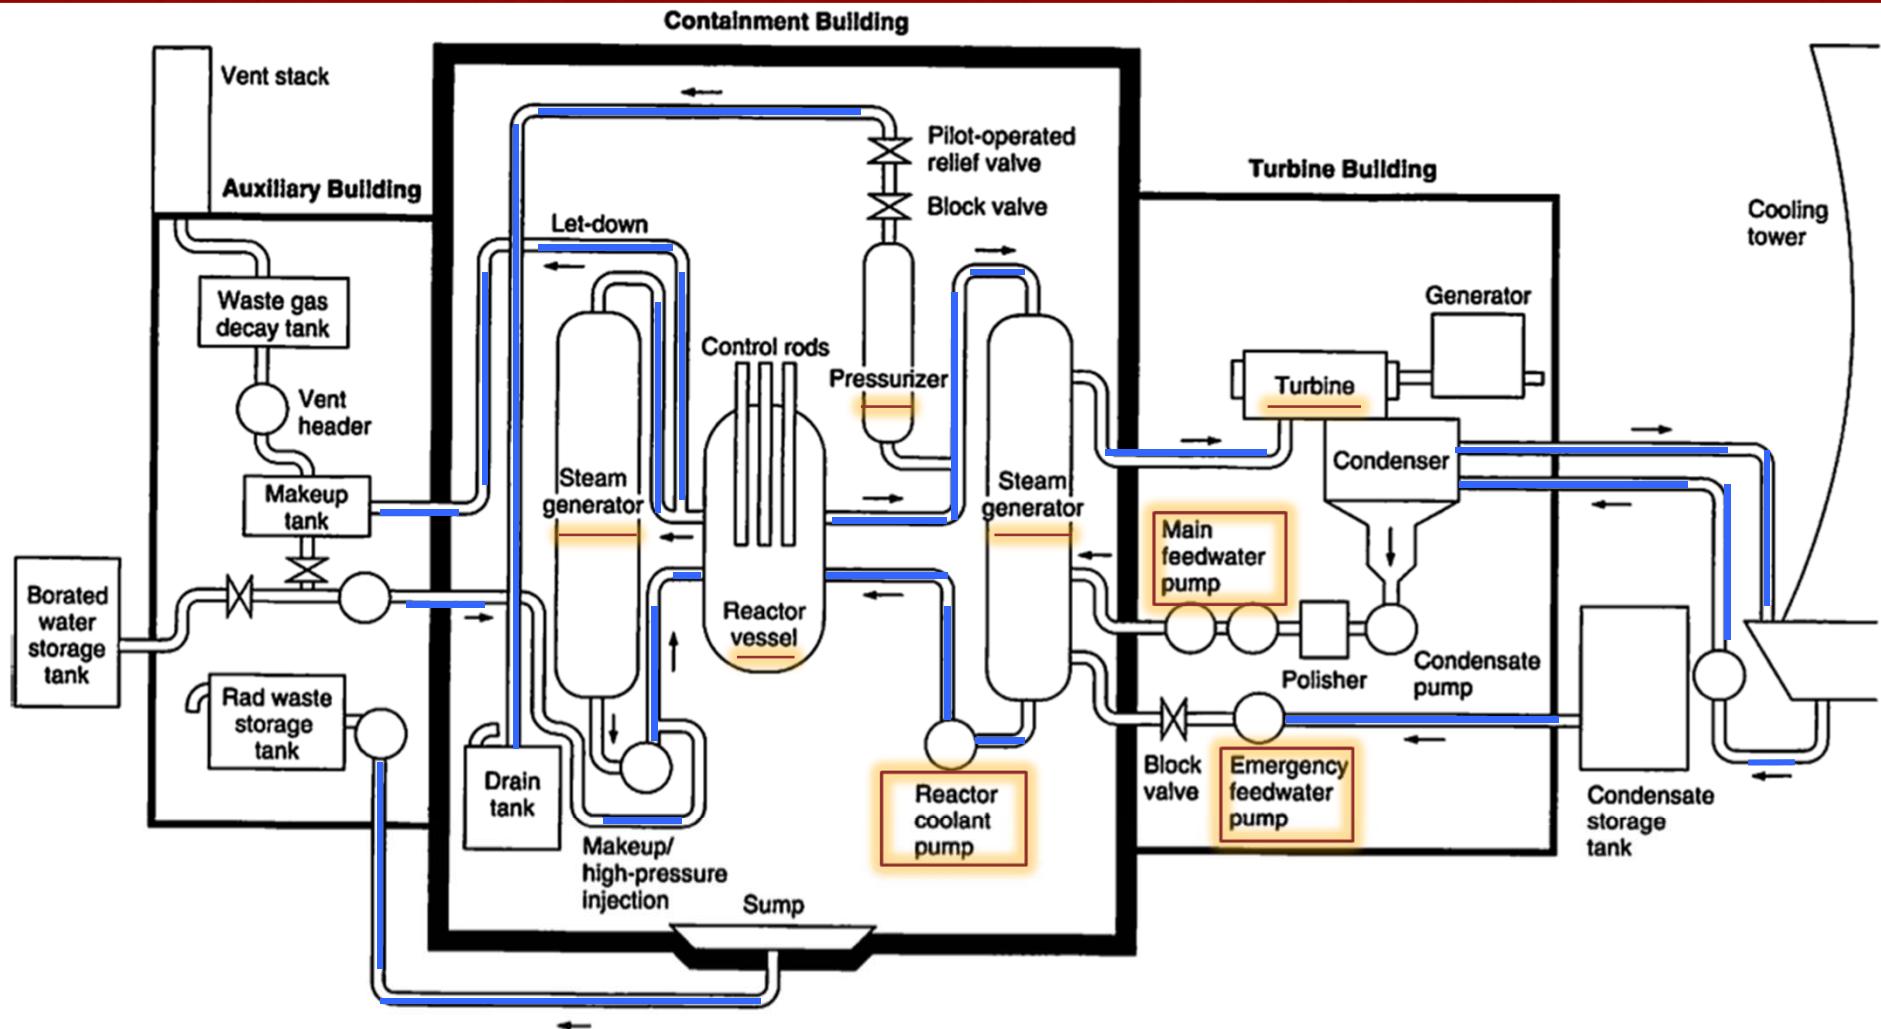 Containment Building
Vent stack
Pilot-operated
relief valve
Auxiliary Building
Turbine Building
Block valve
Let-down
Cooling
tower
Waste gas
decay tank
Generator
Control rods
Pressurizer
Turbine
Vent
header
Condenser
Steam
generator
Steam
generator
Makeup
tank
Main
feedwater
pump
Borated
water
storage
tank
Reactor
vessel
Polisher
Condensate
pump
Rad waste
storage
tank
Drain
tank
Block
valve
Emergency
feedwater
pump
Reactor
coolant
pump
Condensate
storage
tank
Makeup/
high-pressure
injection
Sump